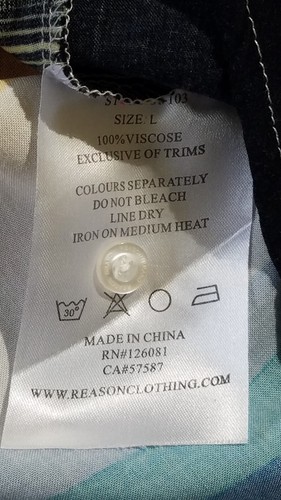 103
SIZE. L
100%VISCOSE
EXCLUSIVE OF TRIMS
COLOURS SEPARATELY
DO NOT BLEACH
LINE DRY
IRON ON MEDIUM HEAT
30°
MADE IN CHINA
RN#126081
CA#57587
WWW.REASONCLOTHING.COM